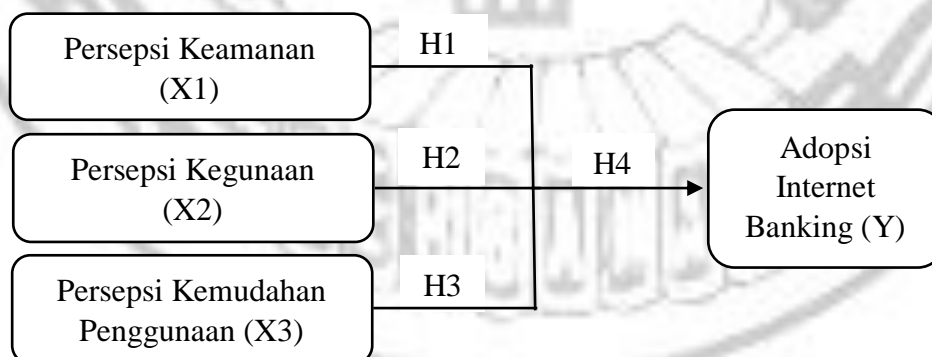 Persepsi Keamanan
(X1)
H1
Persepsi Kegunaan
(X2)
H2
H4
Adopsi
Internet
Banking (Y)
Persepsi Kemudahan
Penggunaan (X3)
H3